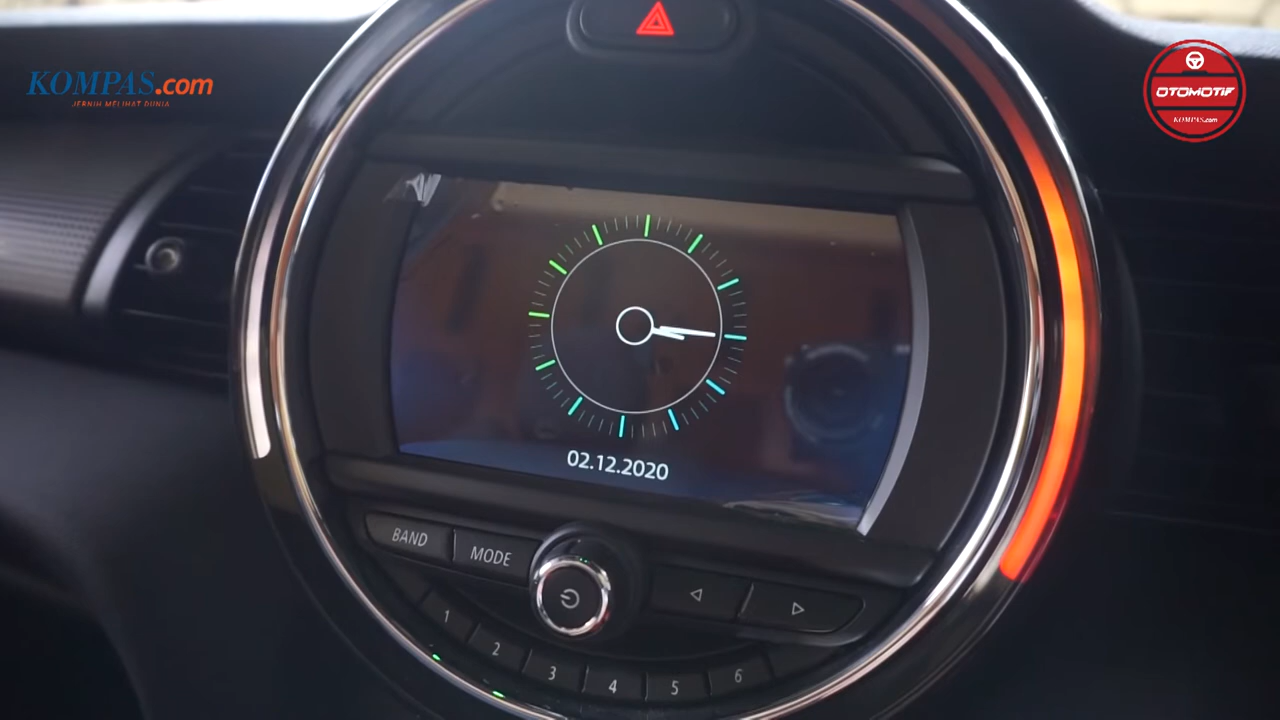 KOMPAS.com
JERNIH MELIHAT DUNIA
OTOMOTIF
KOMPAS.com
02.12.2020
BAND
MODE
1
2
3
4
5
6